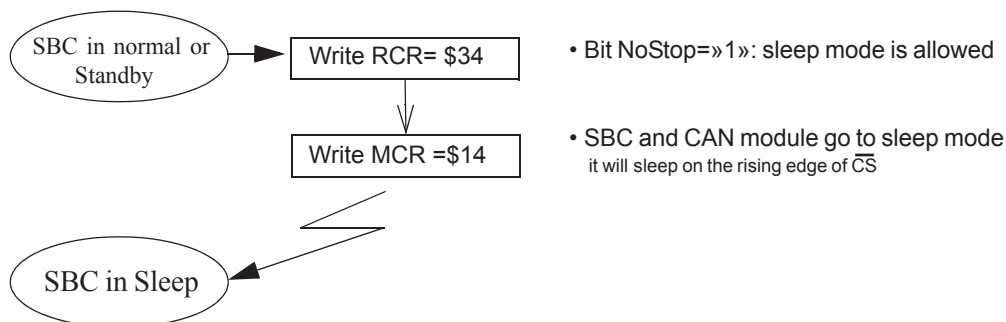 SBC in normal or
Standby
Write RCR= $34
• Bit NoStop=»1»: sleep mode is allowed
Write MCR =$14
• SBC and CAN module go to sleep mode
it will sleep on the rising edge of C̅S̅
SBC in Sleep